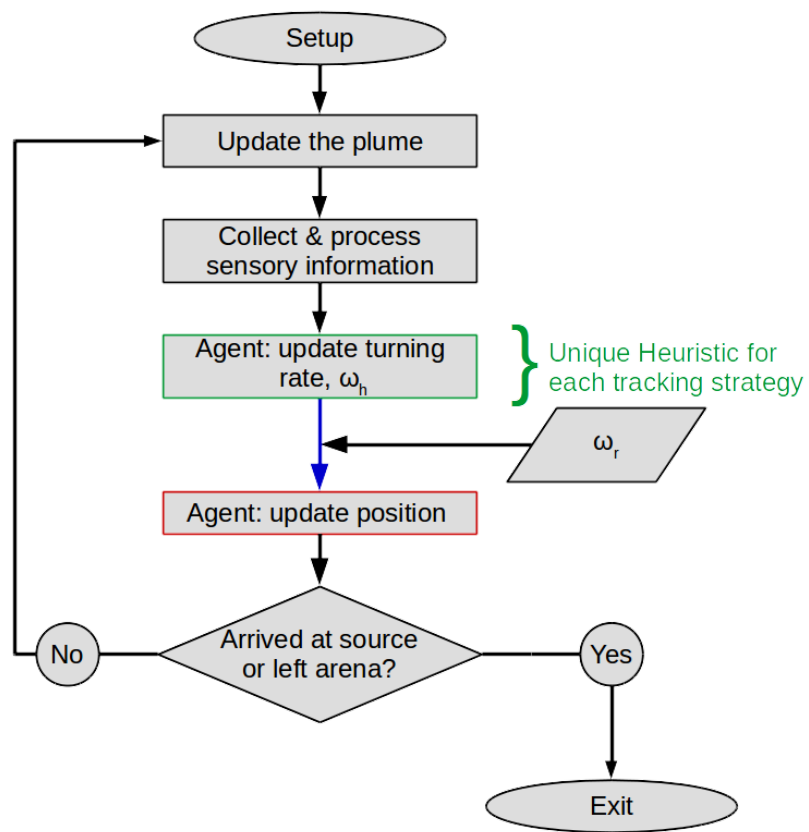 Setup
Update the plume
Collect & process
sensory information
Agent: update turning
rate, ωh
Unique Heuristic for
each tracking strategy
ωr
Agent: update position
Arrived at source
or left arena?
No
Yes
Exit